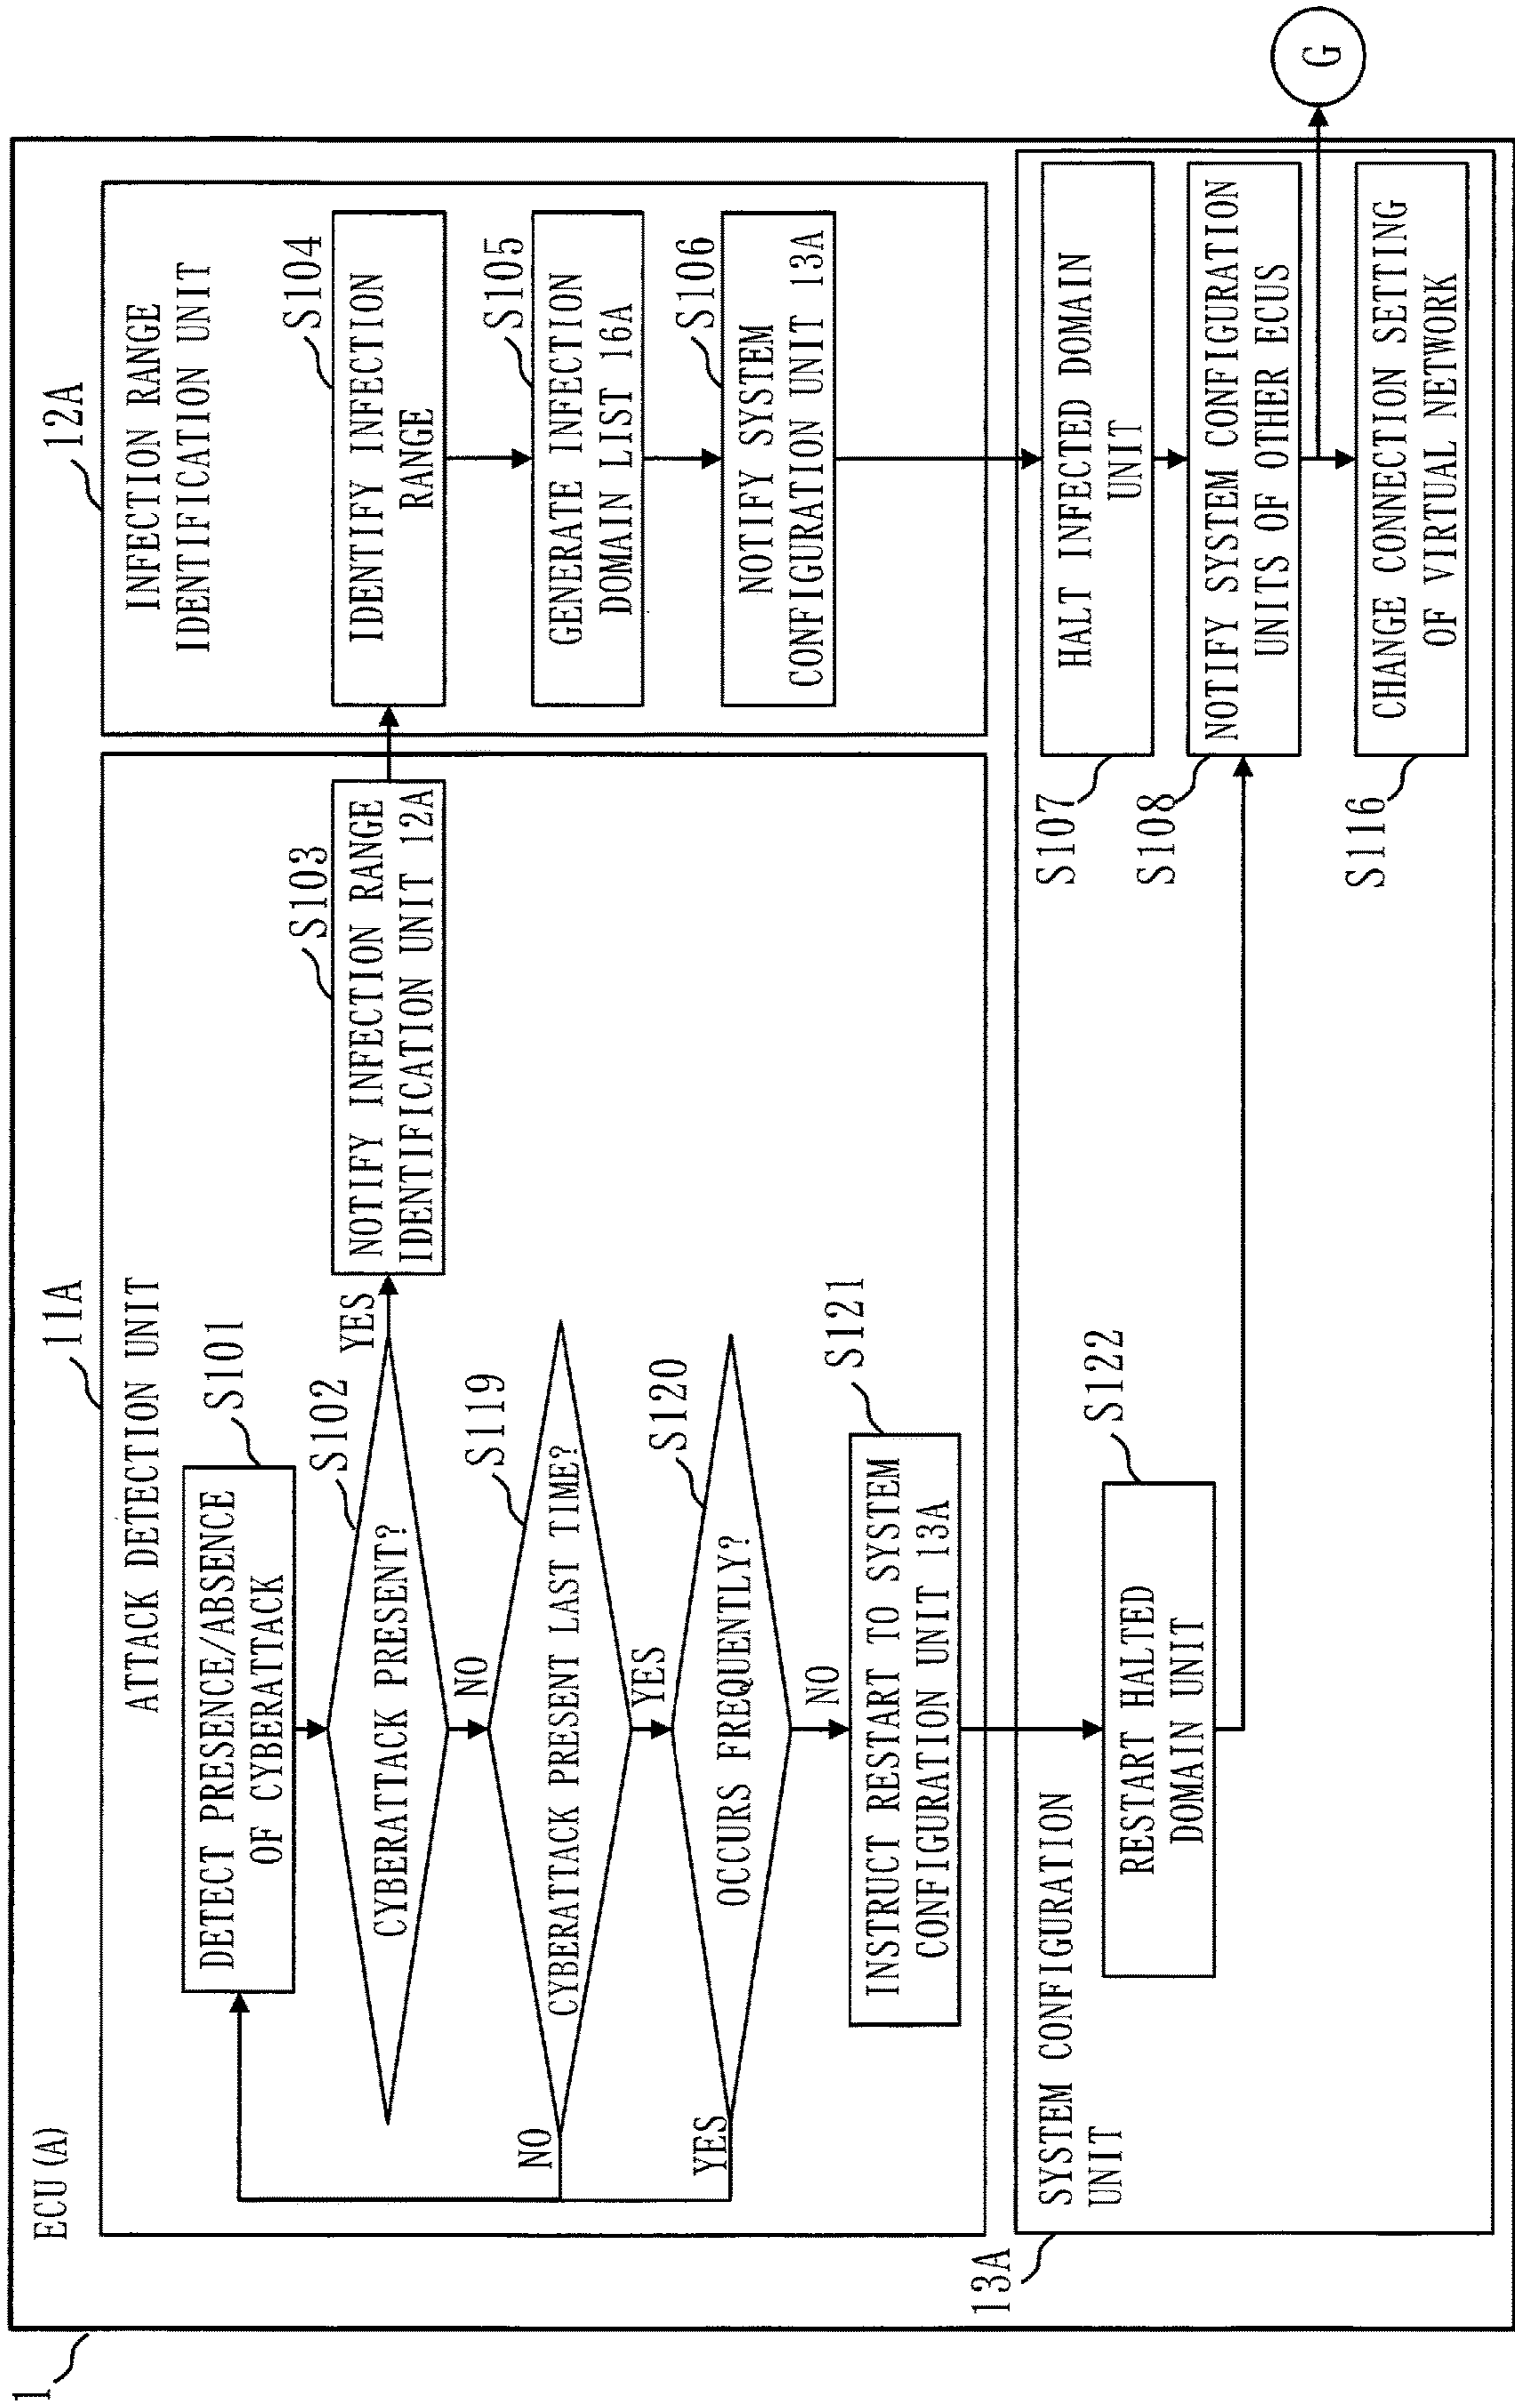 1
ECU(A)
11A
ATTACK DETECTION UNIT
S101
DETECT PRESENCE/ABSENCE
OF CYBERATTACK
S102
CYBERATTACK PRESENT?
YES
NO
S119
CYBERATTACK PRESENT LAST TIME?
NO
YES
S120
OCCURS FREQUENTLY?
YES
NO
S121
INSTRUCT RESTART TO SYSTEM
CONFIGURATION UNIT 13A
S103
NOTIFY INFECTION RANGE
IDENTIFICATION UNIT 12A
12A
INFECTION RANGE
IDENTIFICATION UNIT
S104
IDENTIFY INFECTION
RANGE
S105
GENERATE INFECTION
DOMAIN LIST 16A
S106
NOTIFY SYSTEM
CONFIGURATION UNIT 13A
13A
SYSTEM CONFIGURATION
UNIT
S122
RESTART HALTED
DOMAIN UNIT
S107
HALT INFECTED DOMAIN
UNIT
S108
NOTIFY SYSTEM CONFIGURATION
UNITS OF OTHER ECUS
S116
CHANGE CONNECTION SETTING
OF VIRTUAL NETWORK
G